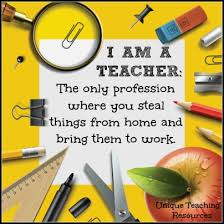 I AM A
TEACHER:
The only profession
where you steal
things from home and
bring them to work.
Unique Teaching
Resources